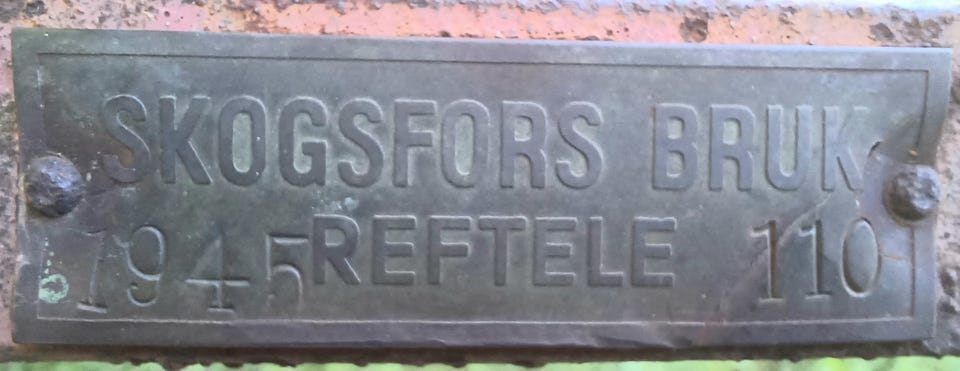 SKOGSFORS BRUK
1945 REFTELE 110